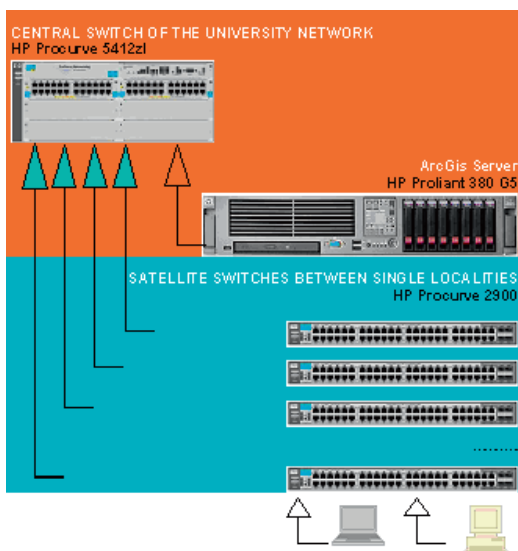 CENTRAL SWITCH OF THE UNIVERSITY NETWORK
HP Procurve 5412zl
ArcGis Server
HP Proliant 380 G5
SATELLITE SWITCHES BETWEEN SINGLE LOCALITIES
HP Procurve 2900